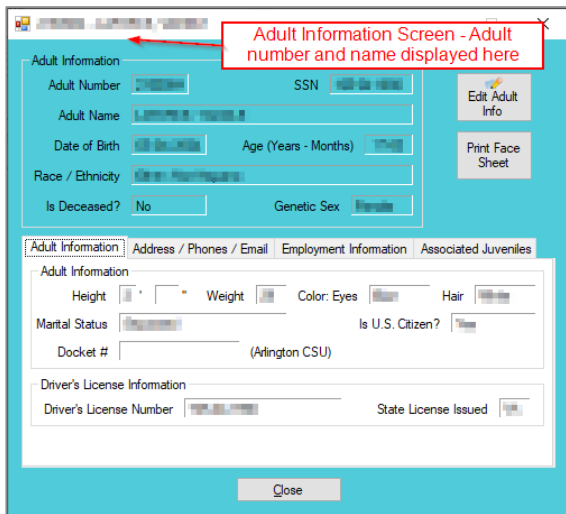 Adult Information Screen - Adult
number and name displayed here
Adult Information
Adult Number SSN
Edit Adult
Info
Adult Name
Date of Birth Age (Years - Months)
Print Face
Sheet
Race / Ethnicity
Is Deceased? No Genetic Sex
Adult Information Address / Phones / Email Employment Information Associated Juveniles
Adult Information
Height ' " Weight Color: Eyes Hair
Marital Status Is U.S. Citizen?
Docket # (Arlington CSU)
Driver's License Information
Driver's License Number State License Issued
Close